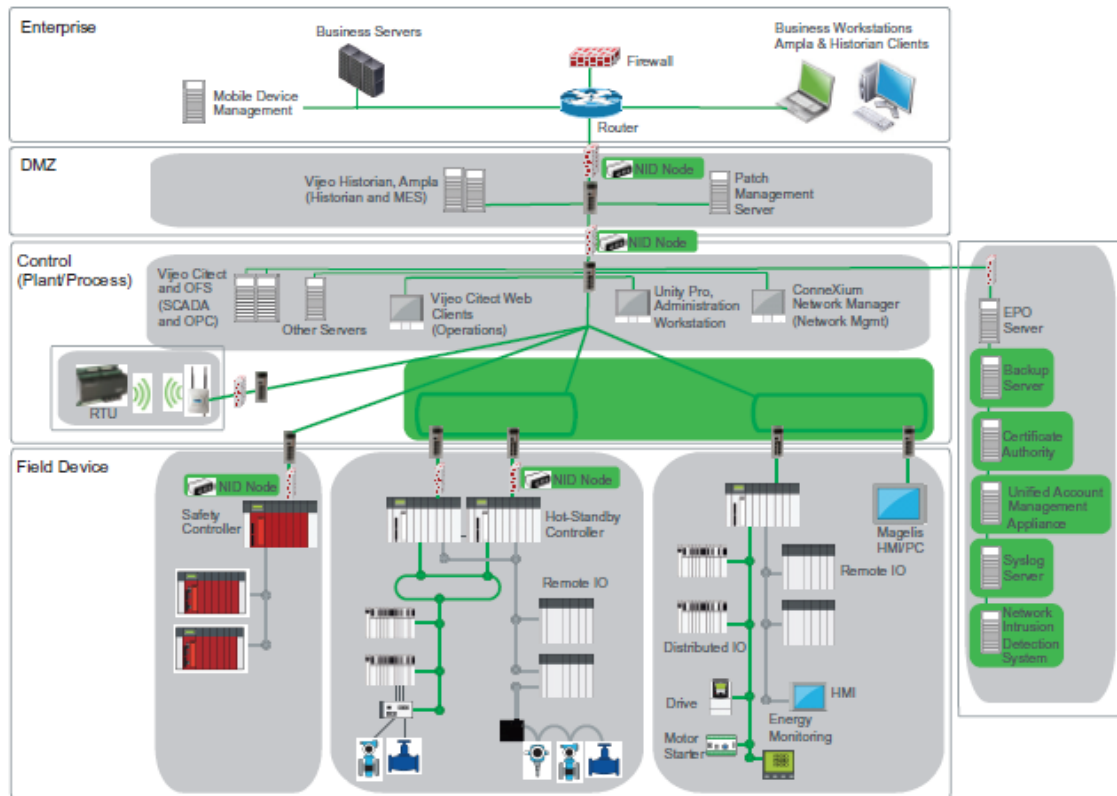 Enterprise
Business Servers
Business Workstations
Ampla & Historian Clients
Firewall
Mobile Device
Management
Router
DMZ
NID Node
Vijeo Historian, Ampla
(Historian and MES)
Patch
Management
Server
NID Node
Control
(Plant/Process)
Vijeo Citect
and OFS
(SCADA
and OPC)
Other Servers
Vijeo Citect Web
Clients
(Operations)
Unity Pro,
Administration
Workstation
ConneXium
Network Manager
(Network Mgmt)
EPO
Server
RTU
Backup
Server
Certificate
Authority
Unified Account
Management
Appliance
Syslog
Server
Network
Intrusion
Detection
System
Field Device
NID Node
Safety
Controller
NID Node
Hot-Standby
Controller
Remote IO
Magelis
HMI/PC
Remote IO
Distributed IO
Drive
HMI
Energy
Monitoring
Motor
Starter